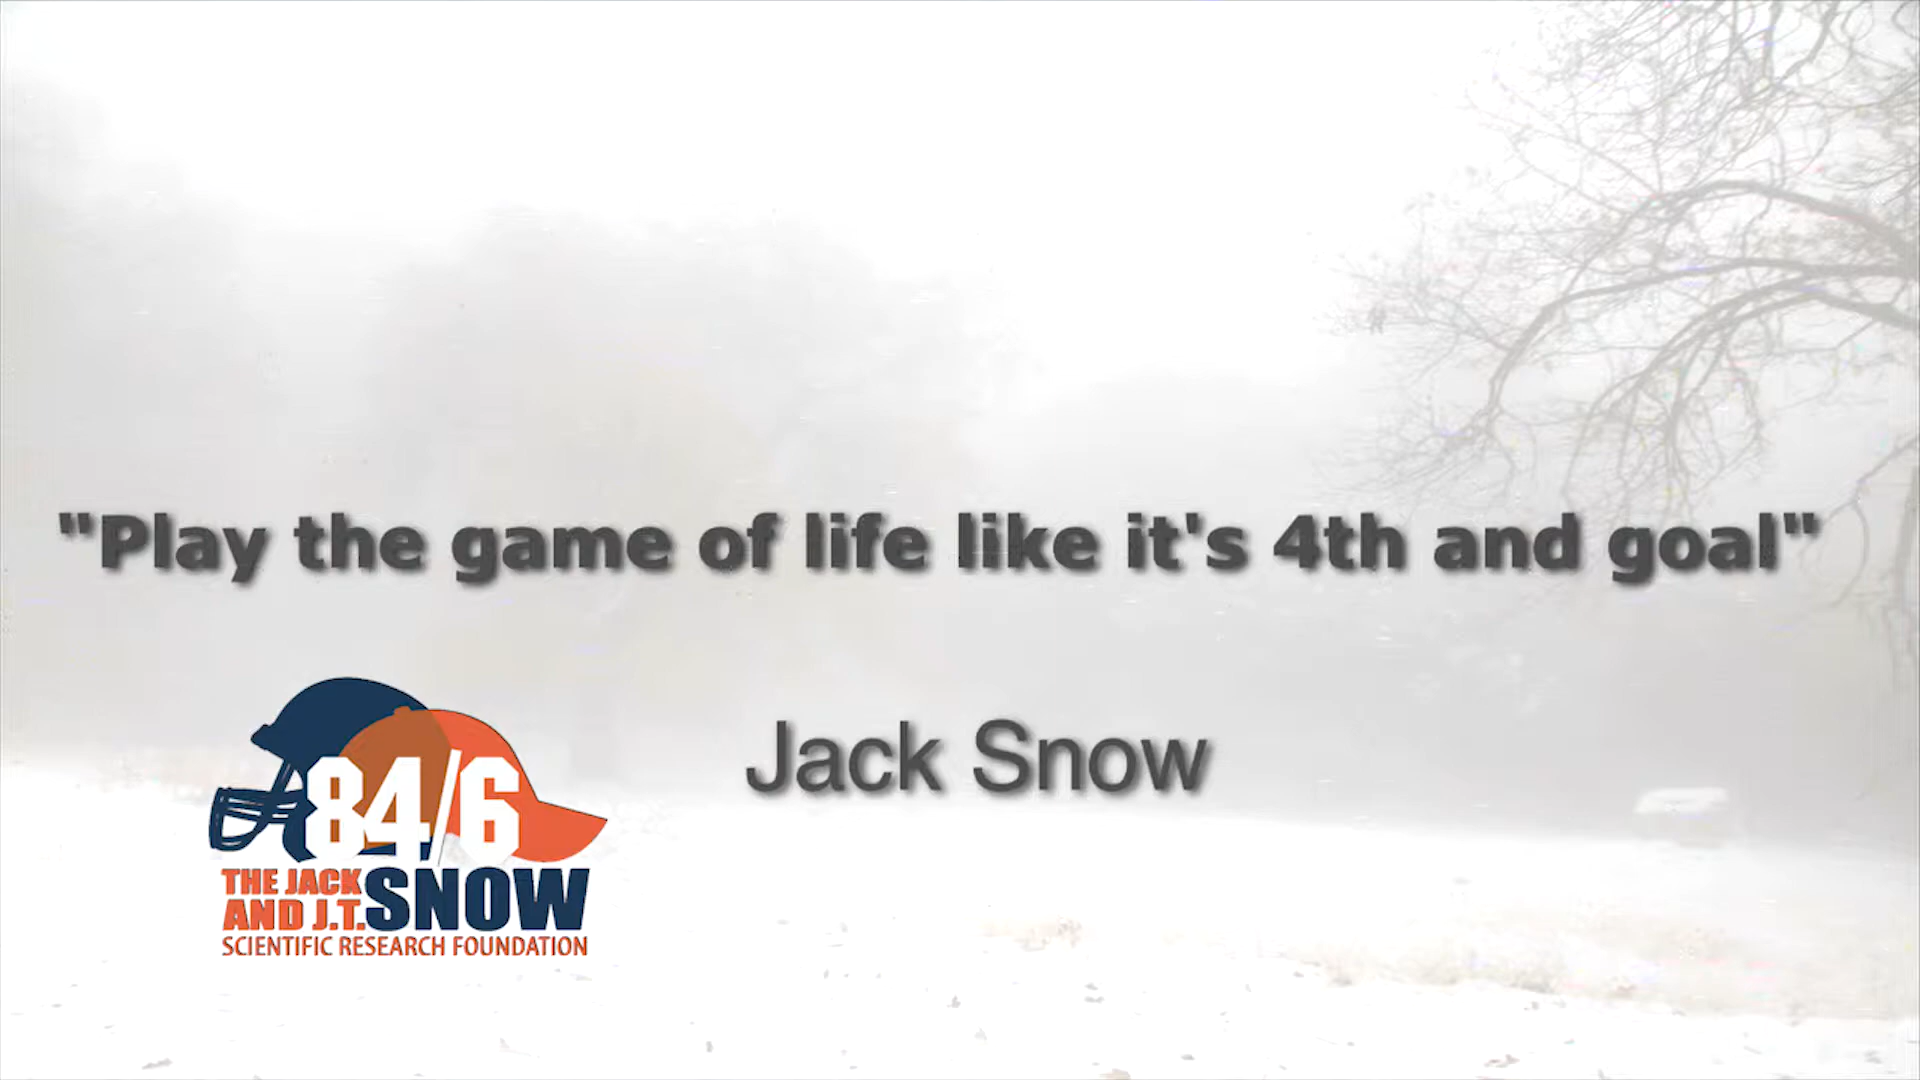 "Play the game of life like it's 4th and goal"
Jack Snow
84/6
THE JACK
AND J.T. SNOW
SCIENTIFIC RESEARCH FOUNDATION